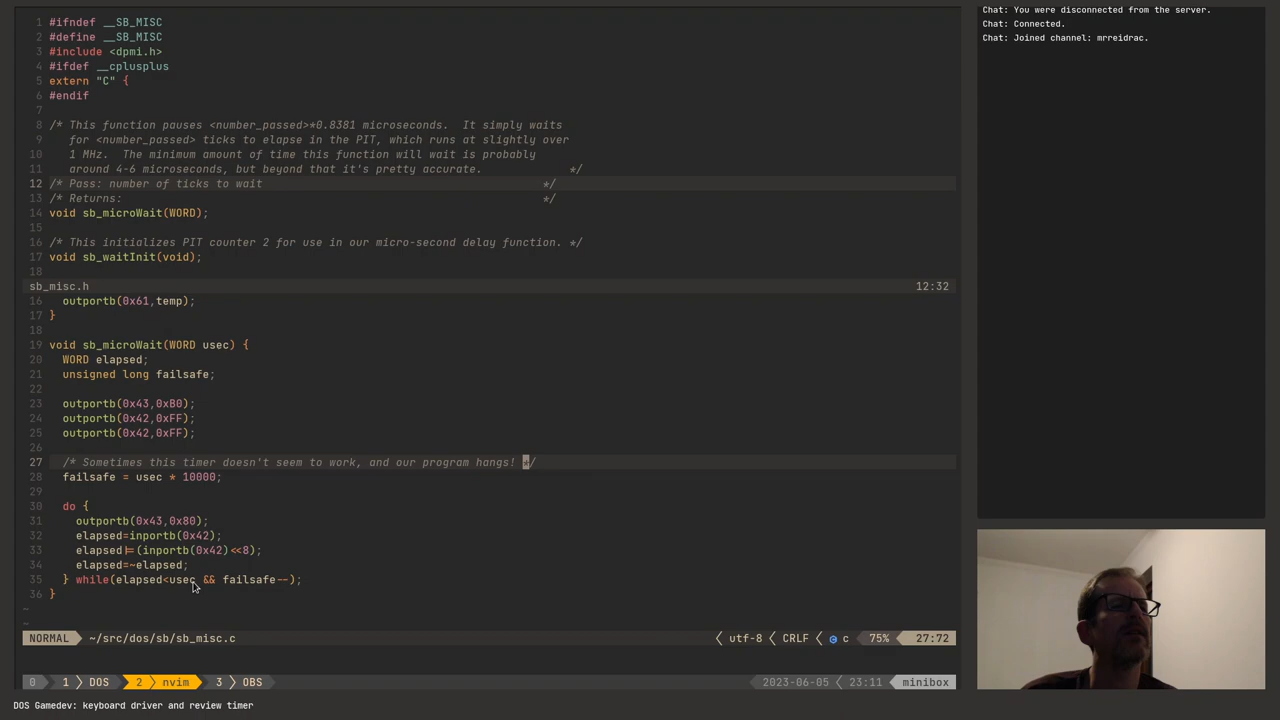 1 #ifndef __SB_MISC
2 #define __SB_MISC
3 #include <dpmi.h>
4 #ifdef __cplusplus
5 extern "C" {
6 #endif
7
8 /* This function pauses <number_passed>*0.8381 microseconds.  It simply waits
9 for <number_passed> ticks to elapse in the PIT, which runs at slightly over
10 1 MHz.  The minimum amount of time this function will wait is probably
11 around 4-6 microseconds, but beyond that it's pretty accurate. */
12 /* Pass: number of ticks to wait */
13 /* Returns: */
14 void sb_microWait(WORD);
15
16 /* This initializes PIT counter 2 for use in our micro-second delay function. */
17 void sb_waitInit(void);
18
sb_misc.h 12:32
16 outportb(0x61,temp);
17 }
18
19 void sb_microWait(WORD usec) {
20 WORD elapsed;
21 unsigned long failsafe;
22
23 outportb(0x43,0xB0);
24 outportb(0x42,0xFF);
25 outportb(0x42,0xFF);
26
27 /* Sometimes this timer doesn't seem to work, and our program hangs! */
28 failsafe = usec * 10000;
29
30 do {
31 outportb(0x43,0x80);
32 elapsed=inportb(0x42);
33 elapsed|=(inportb(0x42)<<8);
34 elapsed=~elapsed;
35 } while(elapsed<usec && failsafe--);
36 }
~
~
NORMAL ~/src/dos/sb/sb_misc.c utf-8 CRLF c 75% 27:72
0 1 DOS 2 nvim 3 OBS 2023-06-05 23:11 minibox
DOS Gamedev: keyboard driver and review timer
Chat: You were disconnected from the server.
Chat: Connected.
Chat: Joined channel: mrreidrac.